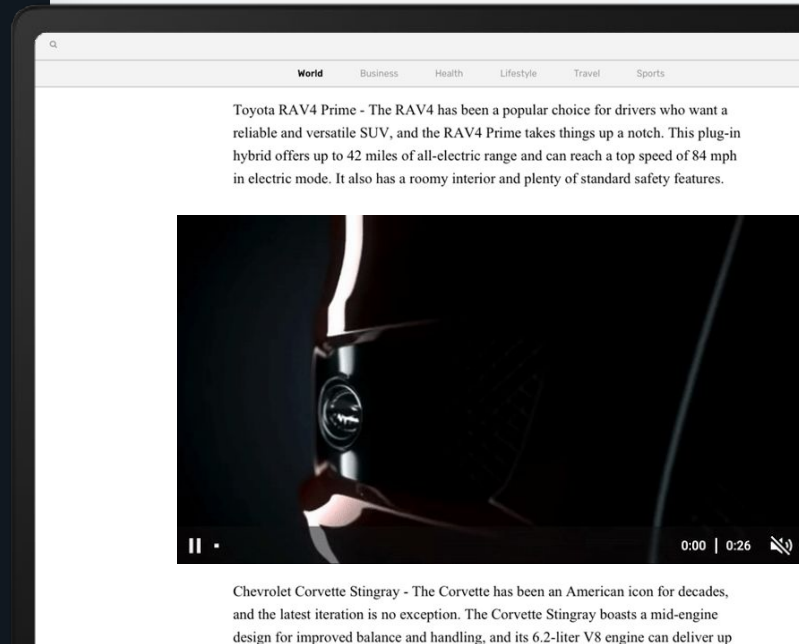 World Business Health Lifestyle Travel Sports
Toyota RAV4 Prime - The RAV4 has been a popular choice for drivers who want a
reliable and versatile SUV, and the RAV4 Prime takes things up a notch. This plug-in
hybrid offers up to 42 miles of all-electric range and can reach a top speed of 84 mph
in electric mode. It also has a roomy interior and plenty of standard safety features.
0:00 | 0:26
Chevrolet Corvette Stingray - The Corvette has been an American icon for decades,
and the latest iteration is no exception. The Corvette Stingray boasts a mid-engine
design for improved balance and handling, and its 6.2-liter V8 engine can deliver up